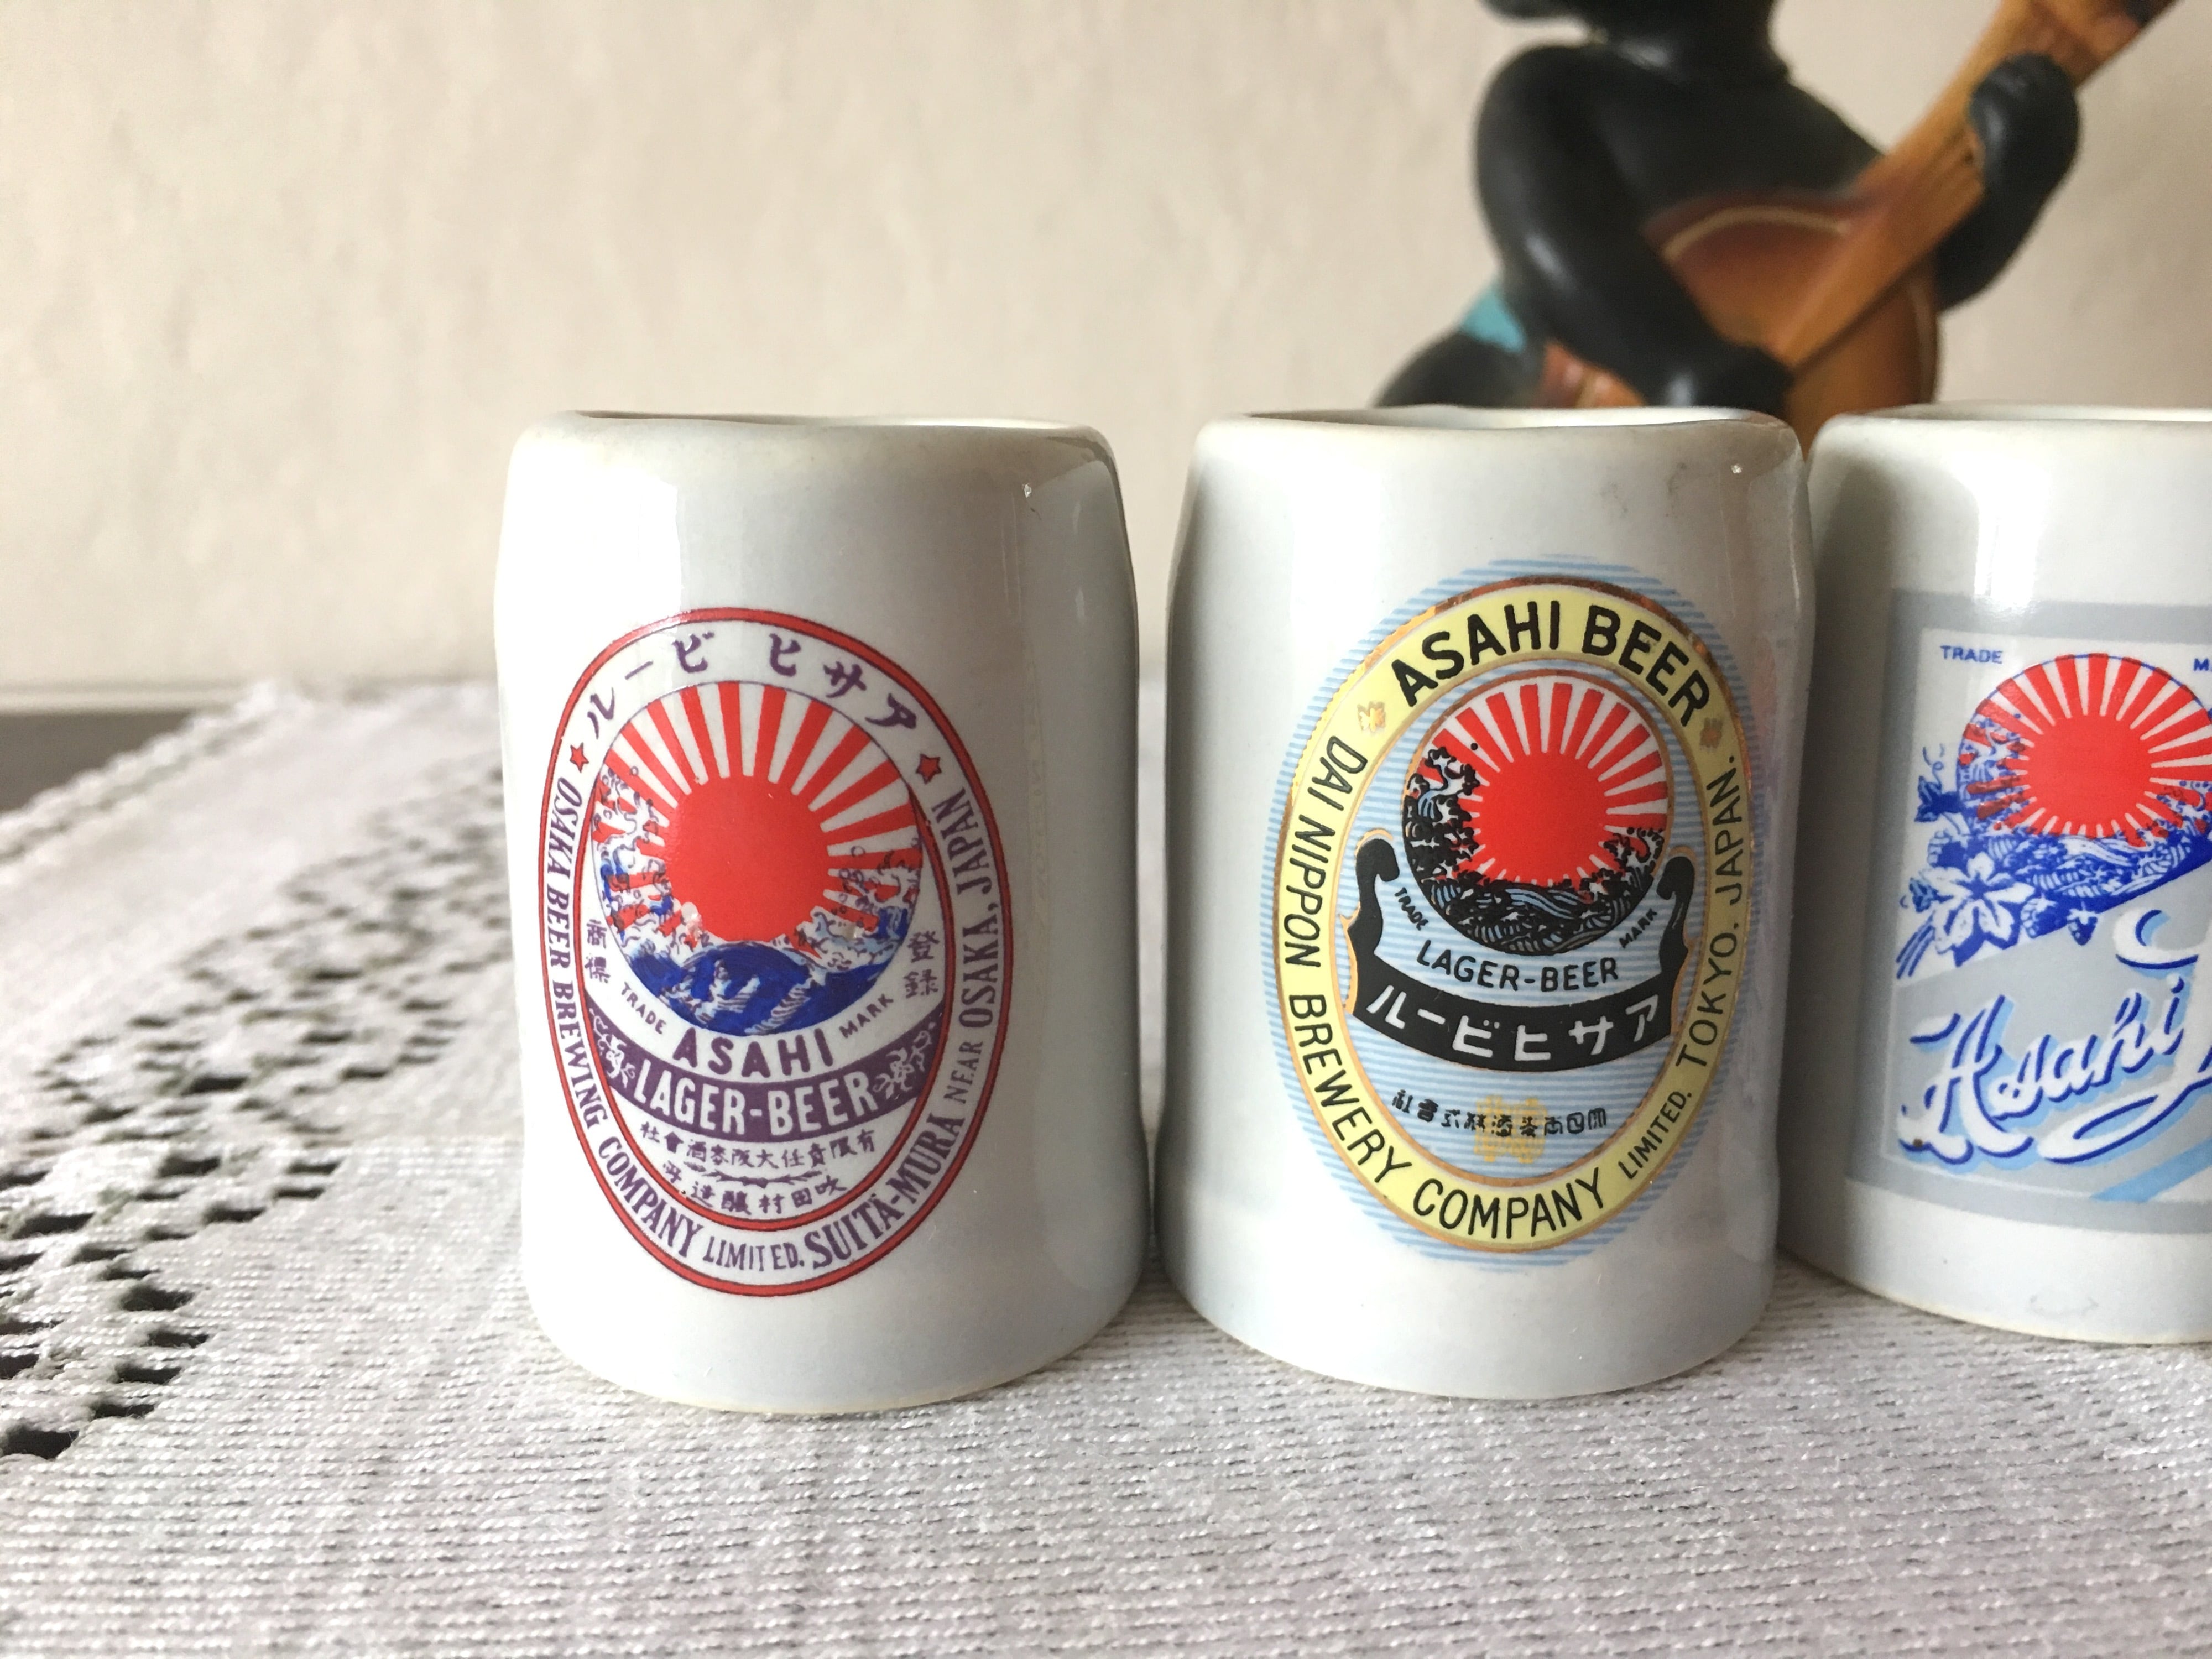 ルービ ヒサア
OSAKA BEER BREWING COMPANY LIMITED. SUITA-MURA NEAR OSAKA, JAPAN
商標
登録
TRADE MARK
ASAHI
LAGER-BEER
社會酒麥阪大任責限有
造釀村田吹
ASAHI BEER
DAI NIPPON BREWERY COMPANY LIMITED. TOKYO. JAPAN.
TRADE MARK
LAGER-BEER
ルービヒサア
TRADE
Asahi